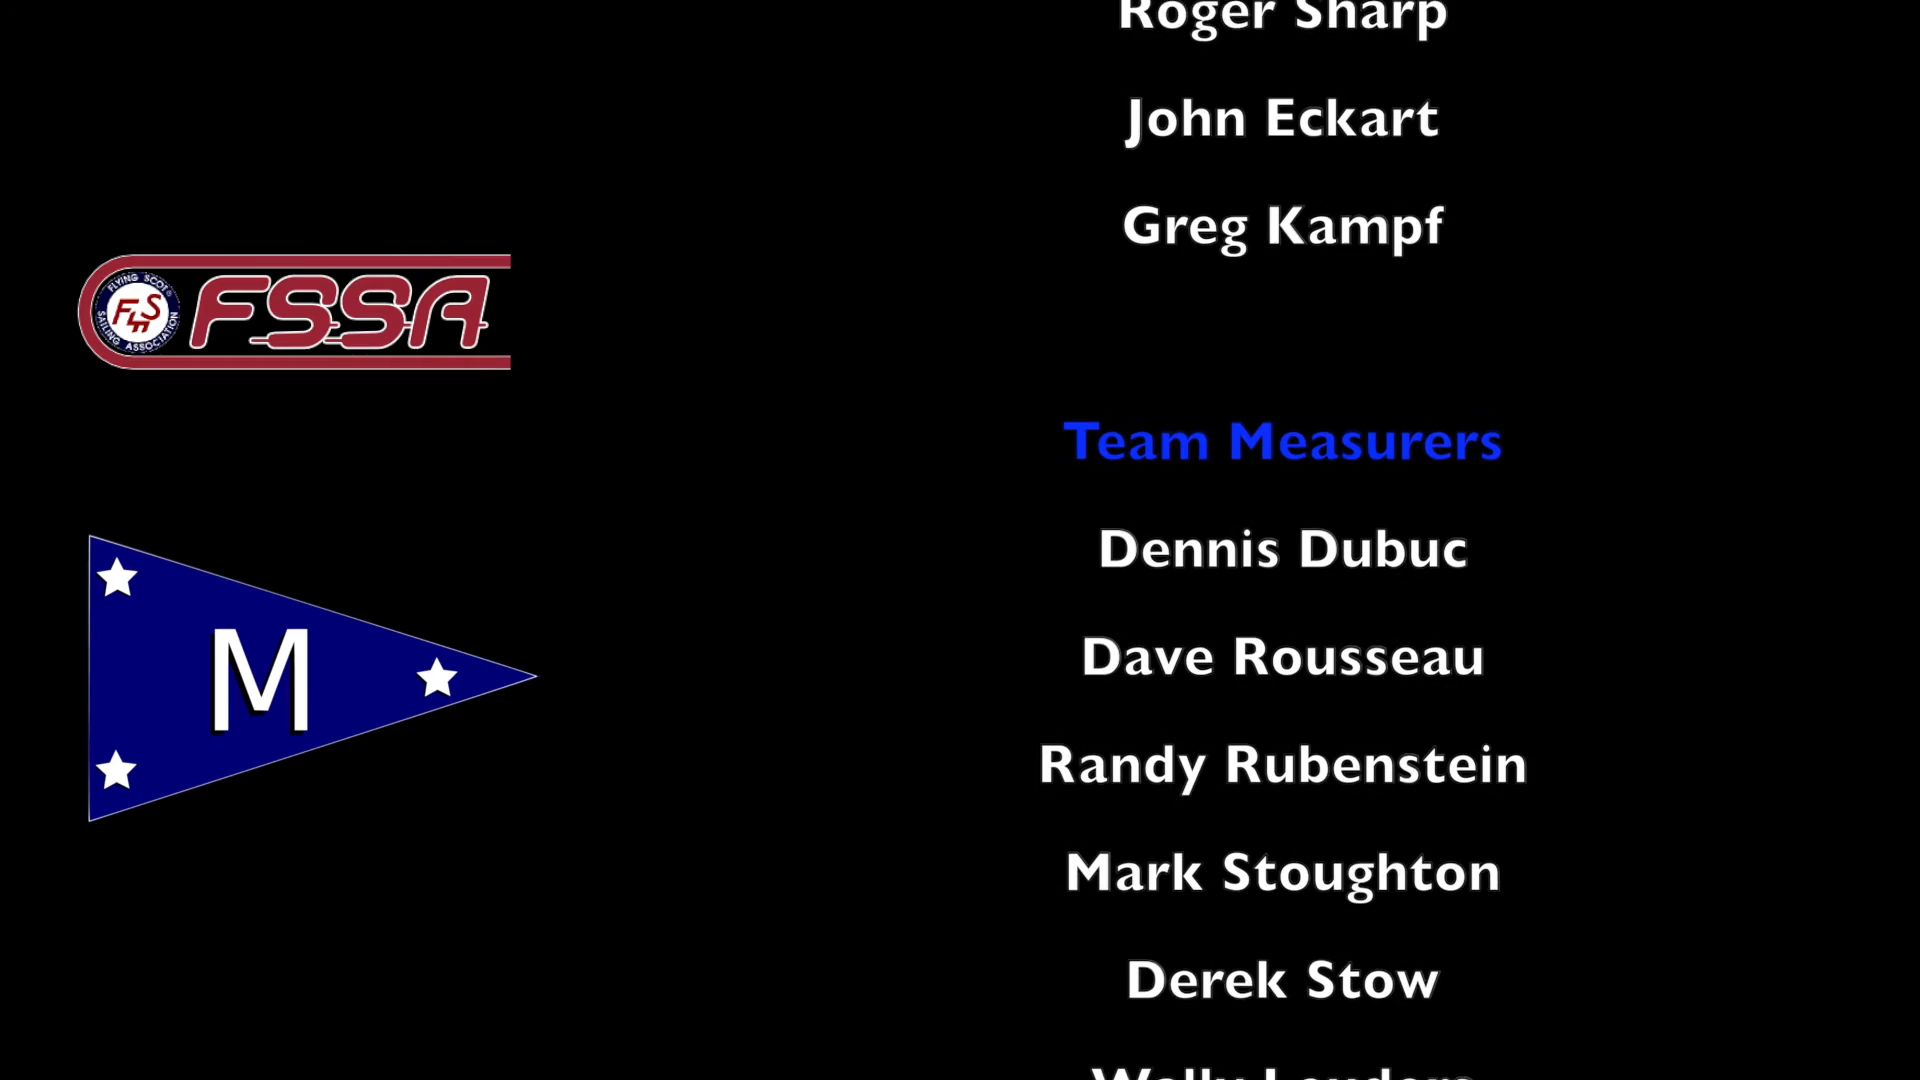 Roger Sharp
John Eckart
Greg Kampf
FLYING SCOT®
SAILING ASSOCIATION
FSSA
Team Measurers
Dennis Dubuc
Dave Rousseau
M
Randy Rubenstein
Mark Stoughton
Derek Stow